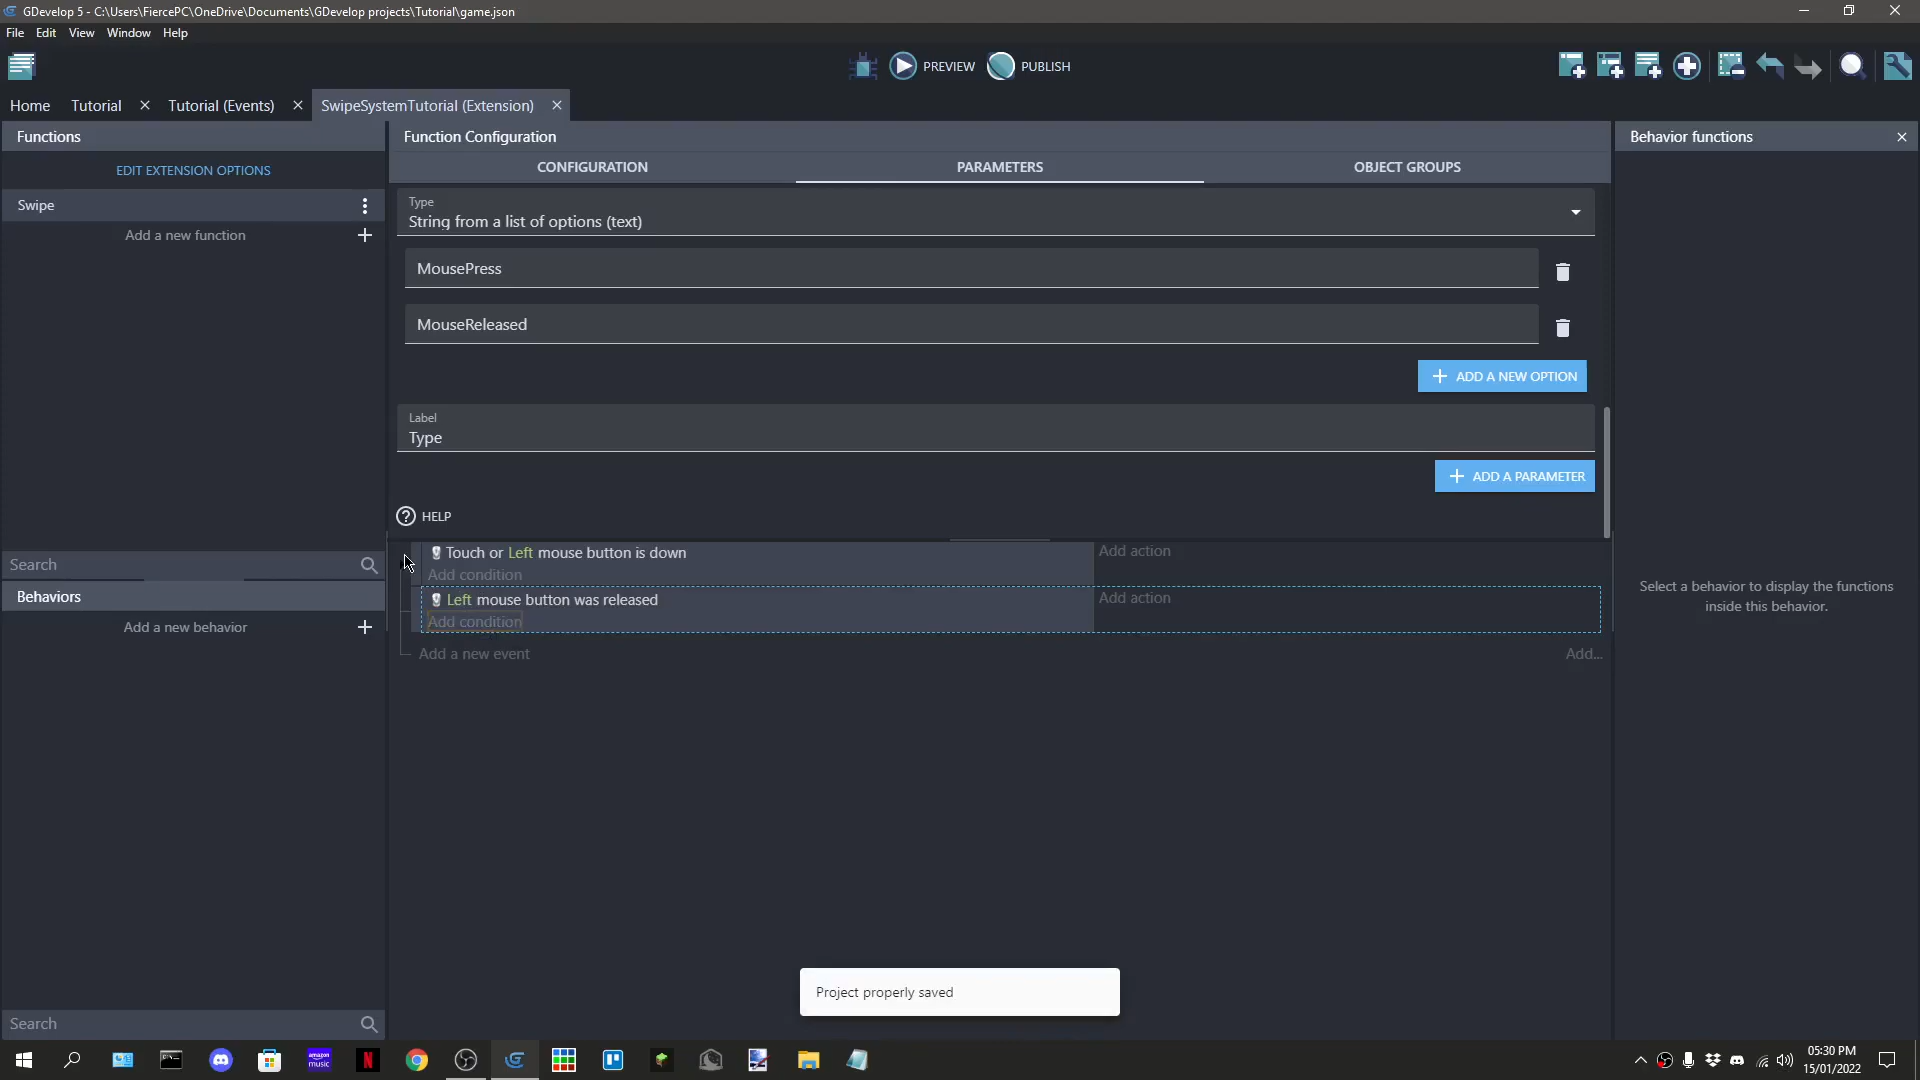 GDevelop 5 - C:\Users\FiercePC\OneDrive\Documents\GDevelop projects\Tutorial\game.json
File Edit View Window Help
PREVIEW PUBLISH
Home Tutorial Tutorial (Events) SwipeSystemTutorial (Extension)
Functions
EDIT EXTENSION OPTIONS
Swipe
Add a new function
Search
Behaviors
Add a new behavior
Search
Function Configuration
CONFIGURATION PARAMETERS OBJECT GROUPS
Type
String from a list of options (text)
MousePress
MouseReleased
ADD A NEW OPTION
Label
Type
ADD A PARAMETER
HELP
Touch or Left mouse button is down Add action
Add condition
Left mouse button was released Add action
Add condition
Add a new event Add...
Project properly saved
Behavior functions
Select a behavior to display the functions
inside this behavior.
amazon music
05:30 PM
15/01/2022